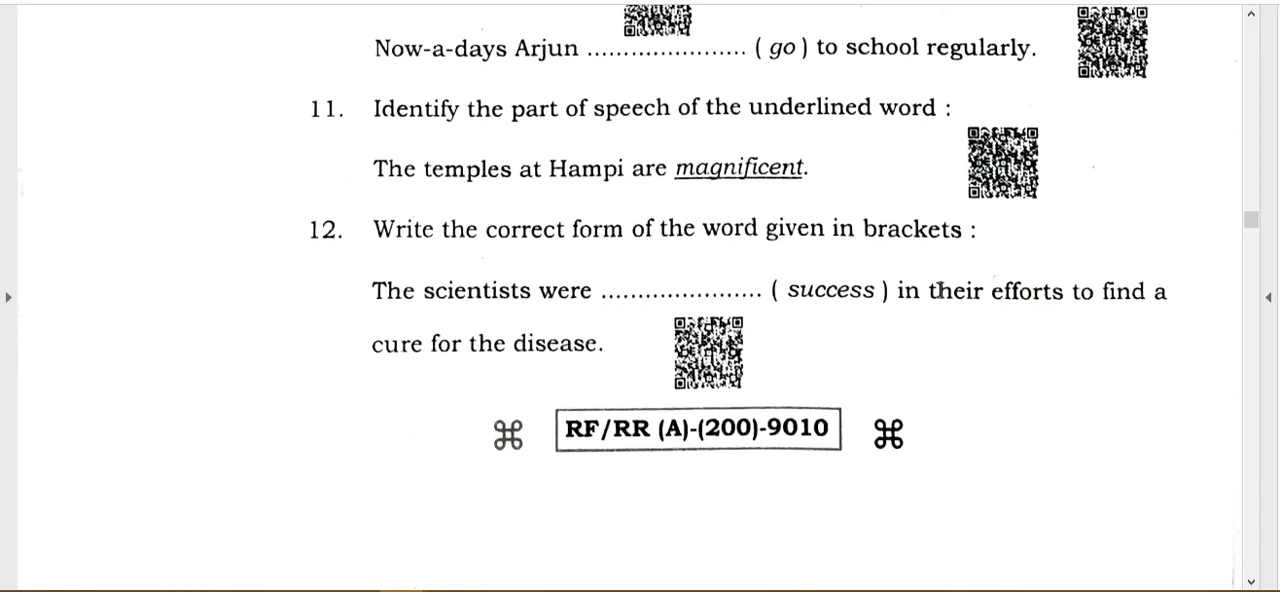 Now-a-days Arjun ...................... ( go ) to school regularly.
11. Identify the part of speech of the underlined word :
The temples at Hampi are magnificent.
12. Write the correct form of the word given in brackets :
The scientists were ...................... ( success ) in their efforts to find a
cure for the disease.
⌘ RF/RR (A)-(200)-9010 ⌘